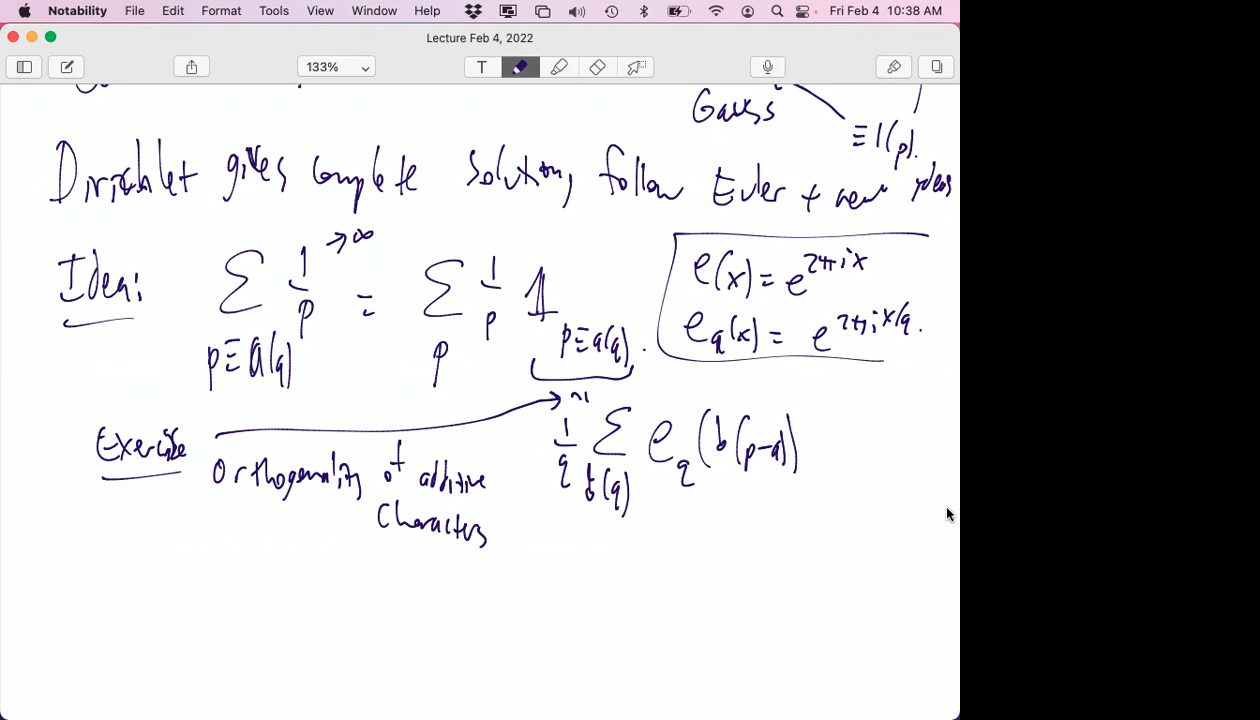 Notability File Edit Format Tools View Window Help Fri Feb 4 10:38 AM
Lecture Feb 4, 2022
133% T
Gauss
≡ 1(p).
Dirichlet gives complete solution, follow Euler + new ideas
Idea: ∑_{p≡a(q)} 1/p → ∞ = ∑_p 1/p 𝟙_{p≡a(q)}.
e(x) = e^{2πix}
e_q(x) = e^{2πix/q}.
Exercise 1/q ∑_{b(q)} e_q(b(p-a))
Orthogonality of additive
Characters